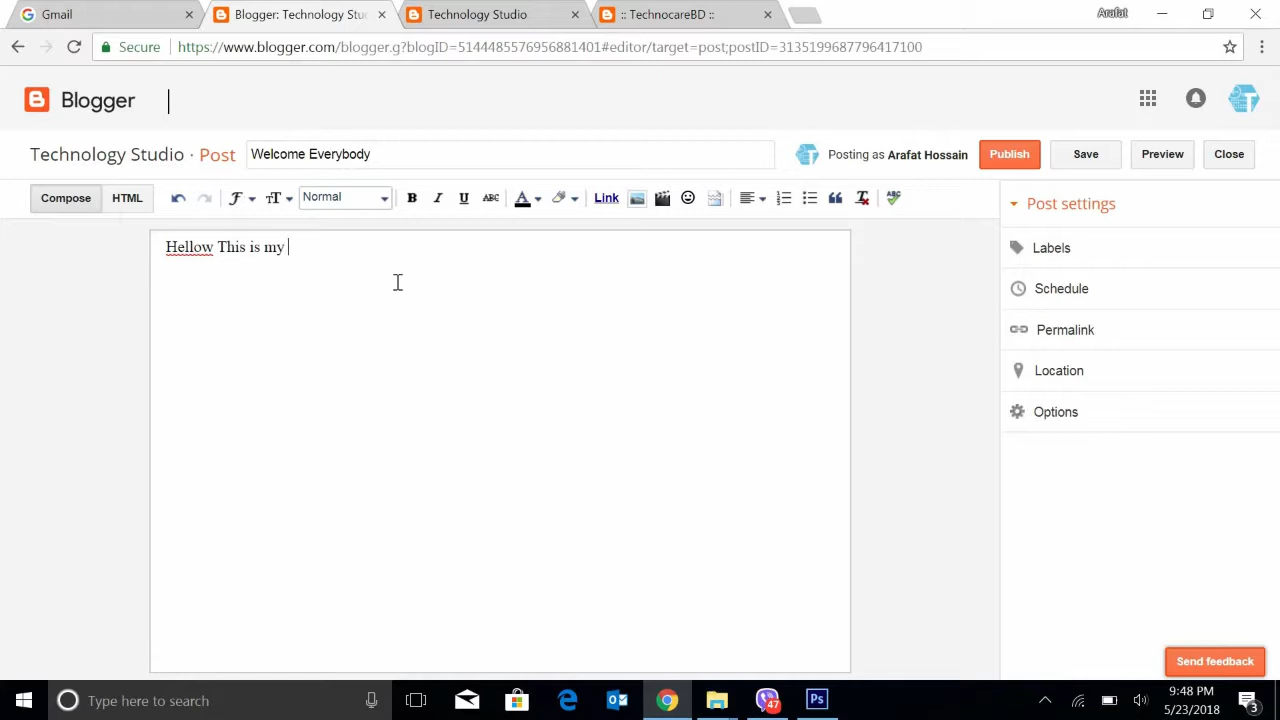 Gmail
Blogger: Technology Stu
Technology Studio
:: TechnocareBD ::
Arafat
Secure
https://www.blogger.com/blogger.g?blogID=5144485576956881401#editor/target=post;postID=3135199687796417100
Blogger
Technology Studio · Post
Welcome Everybody
Posting as Arafat Hossain
Publish
Save
Preview
Close
Compose
HTML
Normal
B
I
U
ABC
A
Link
Post settings
Hellow This is my
Labels
Schedule
Permalink
Location
Options
Send feedback
Type here to search
47
Ps
9:48 PM
5/23/2018
3